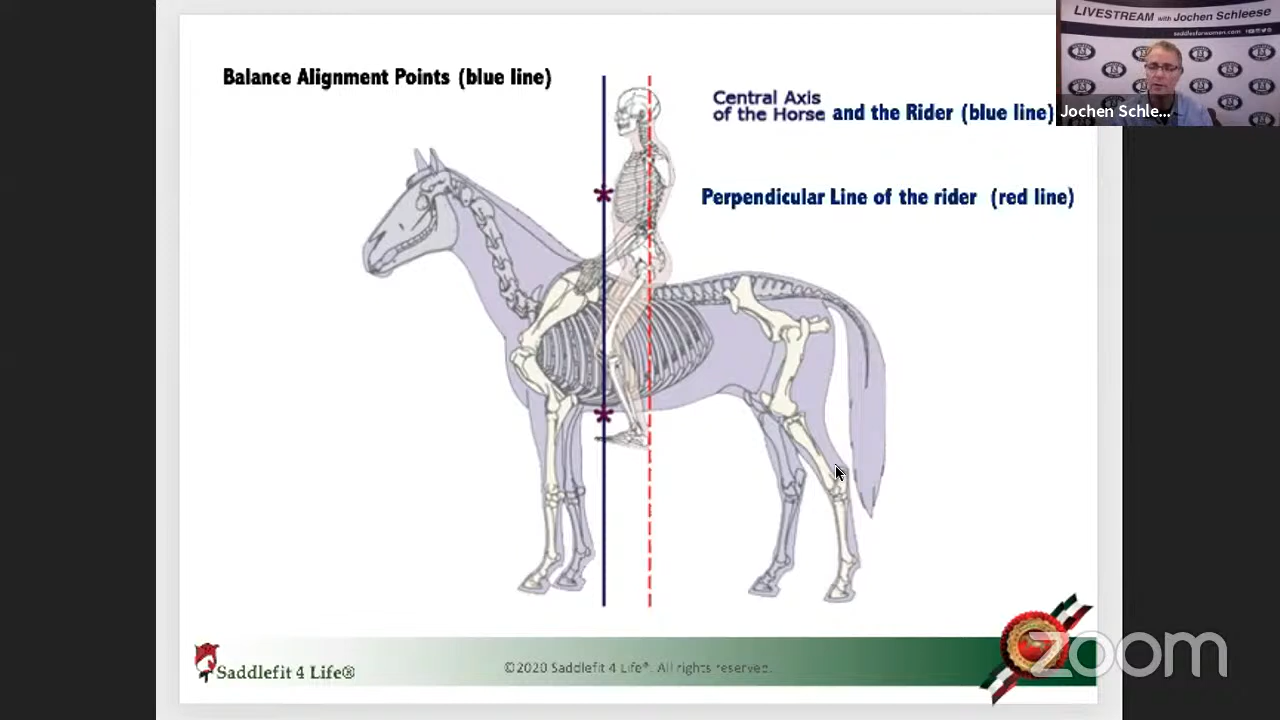 LIVESTREAM with Jochen Schleese
saddlesforwomen.com
Jochen Schle...
Balance Alignment Points (blue line)
Central Axis
of the Horse and the Rider (blue line)
Perpendicular Line of the rider (red line)
Saddlefit 4 Life®
©2020 Saddlefit 4 Life®. All rights reserved.
zoom